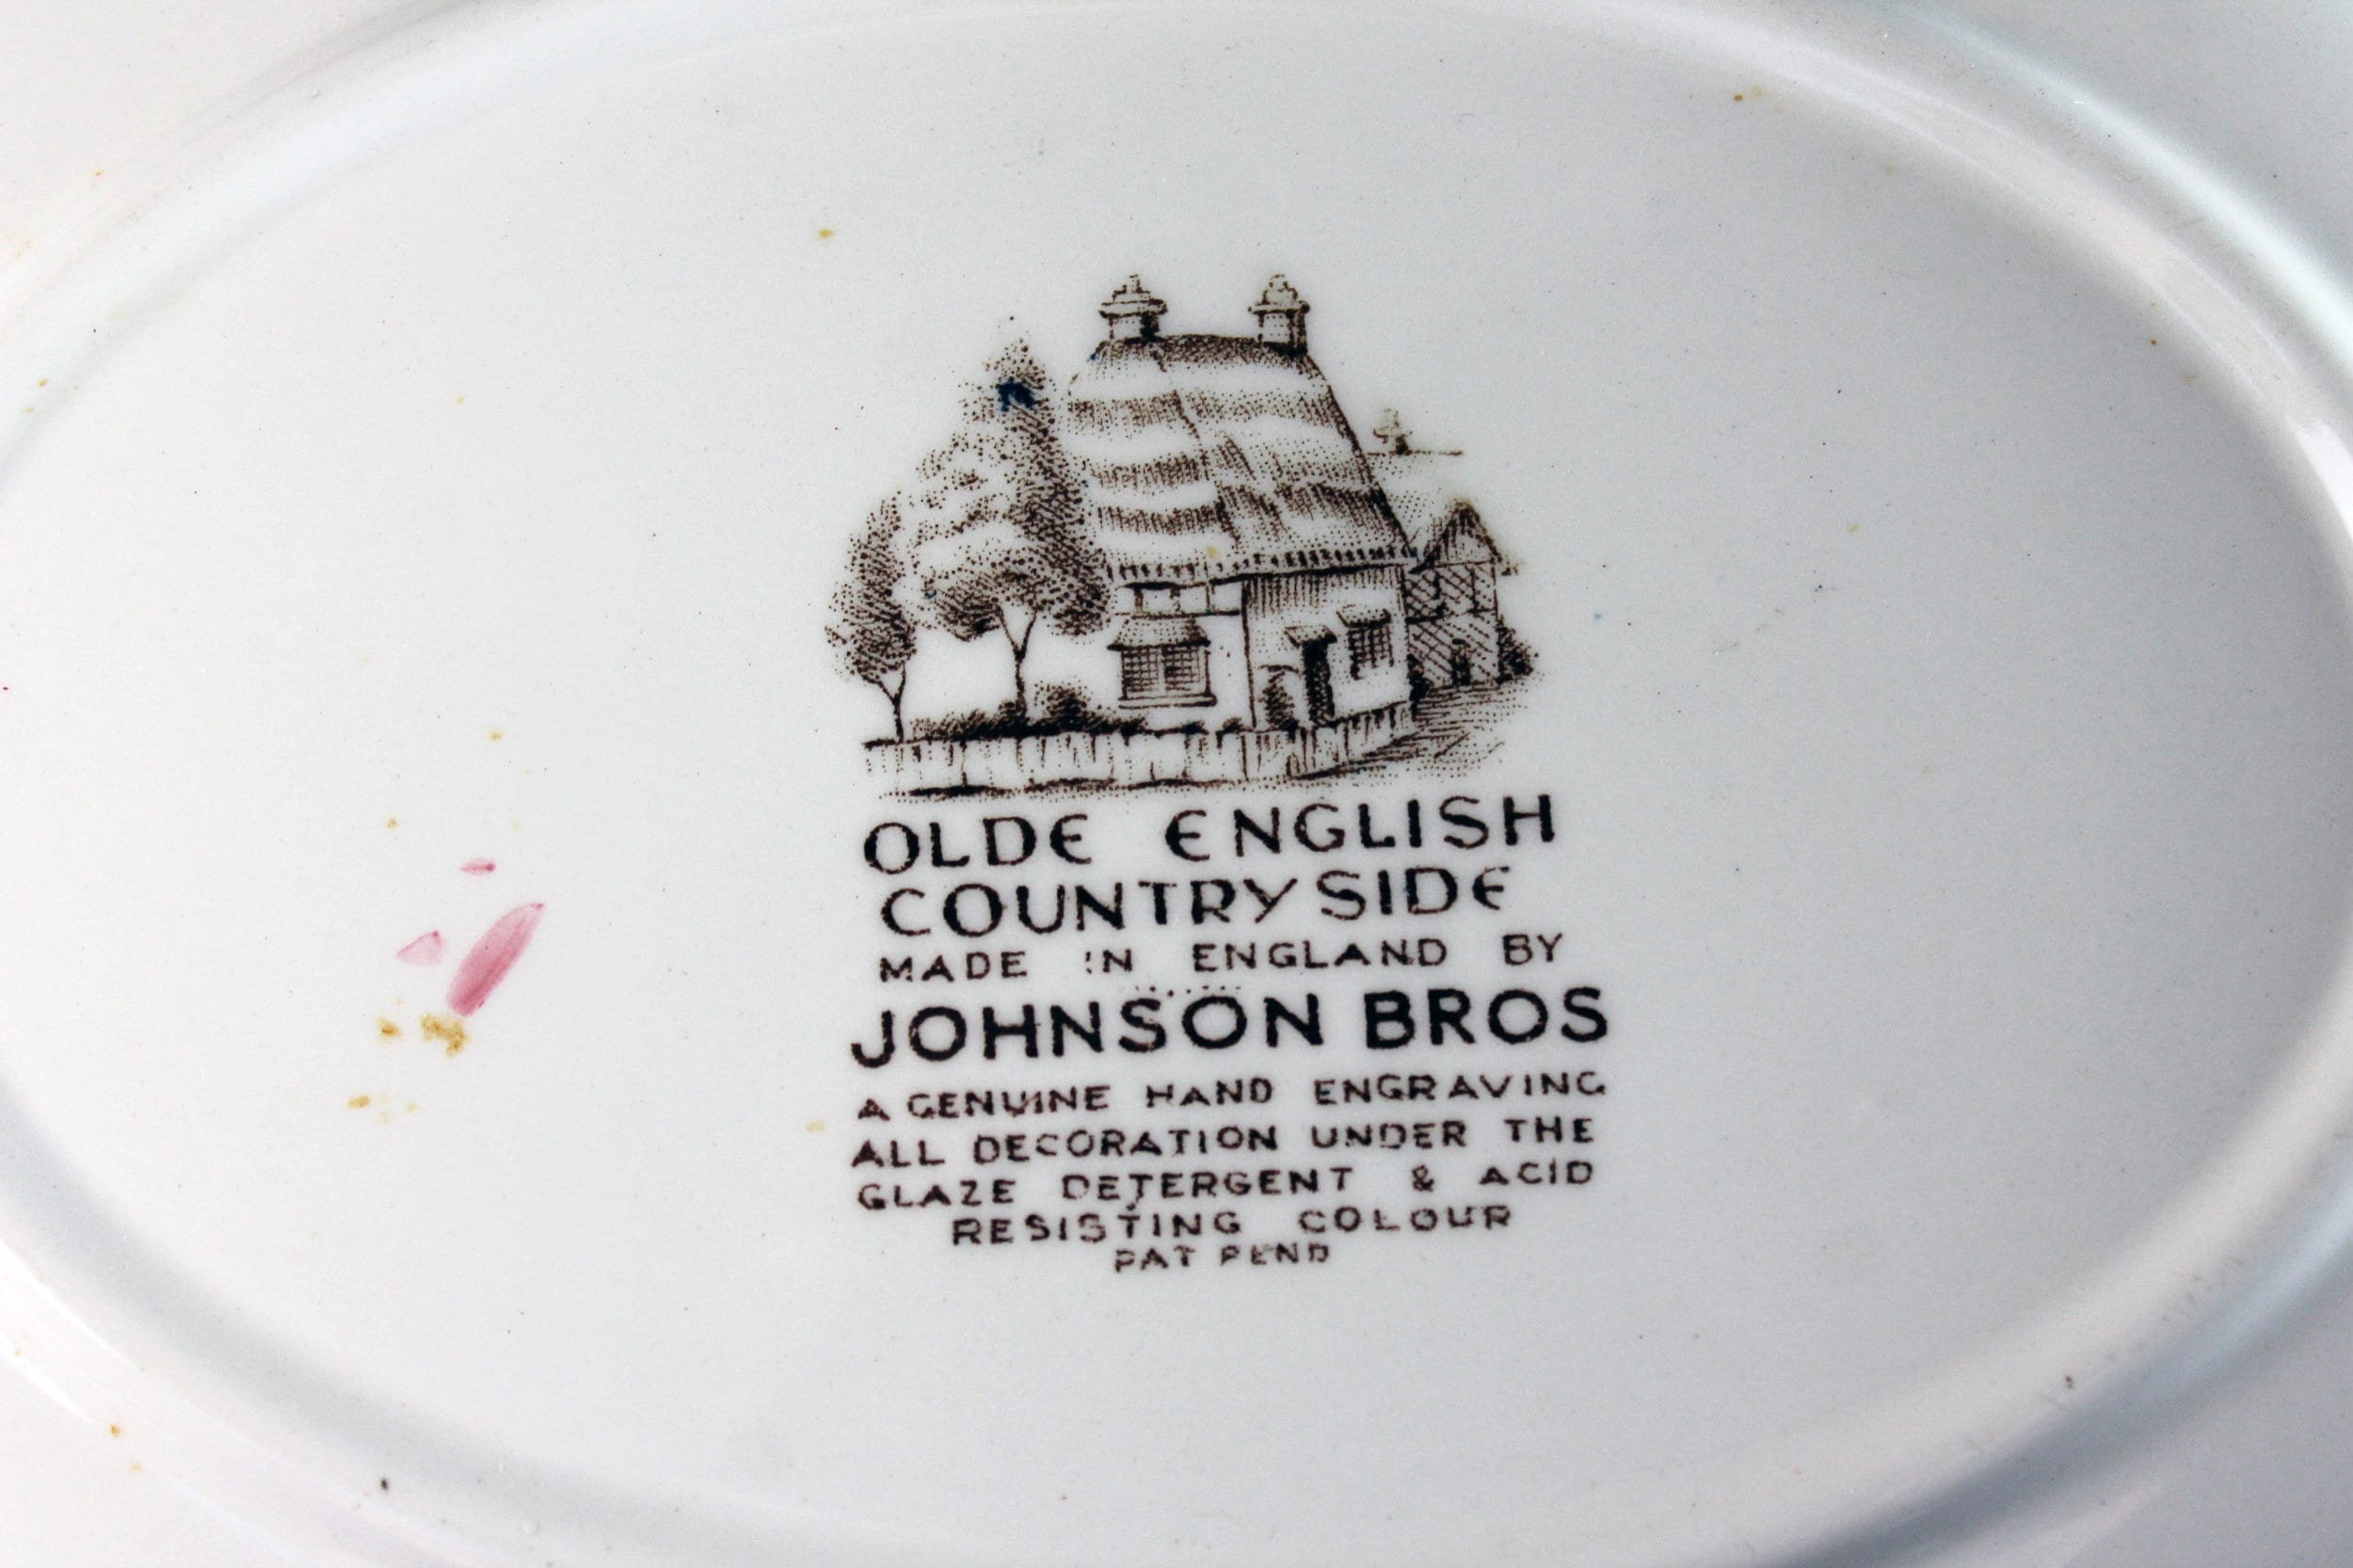 OLDE ENGLISH
COUNTRYSIDE
MADE IN ENGLAND BY
JOHNSON BROS
A GENUINE HAND ENGRAVING
ALL DECORATION UNDER THE
GLAZE DETERGENT & ACID
RESISTING COLOUR
PAT PEND